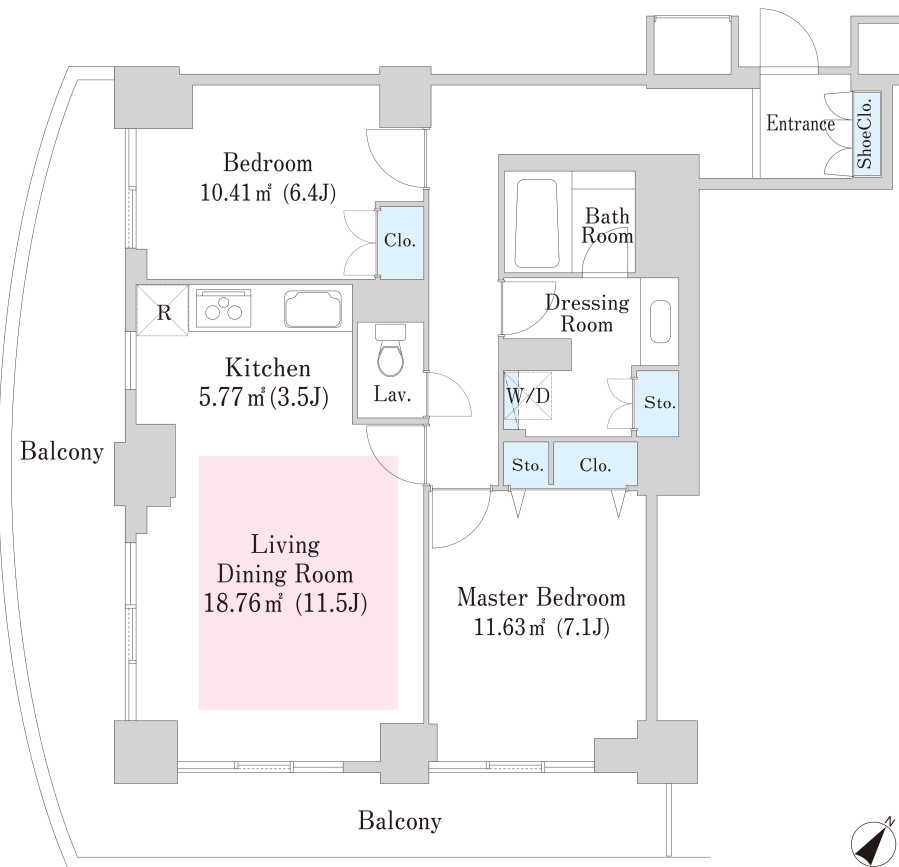 Entrance
ShoeClo.
Bedroom
10.41㎡ (6.4J)
Clo.
Bath
Room
Dressing
Room
R
Kitchen
5.77㎡(3.5J)
Lav.
W/D
Sto.
Balcony
Sto.
Clo.
Living
Dining Room
18.76㎡ (11.5J)
Master Bedroom
11.63㎡ (7.1J)
Balcony
N